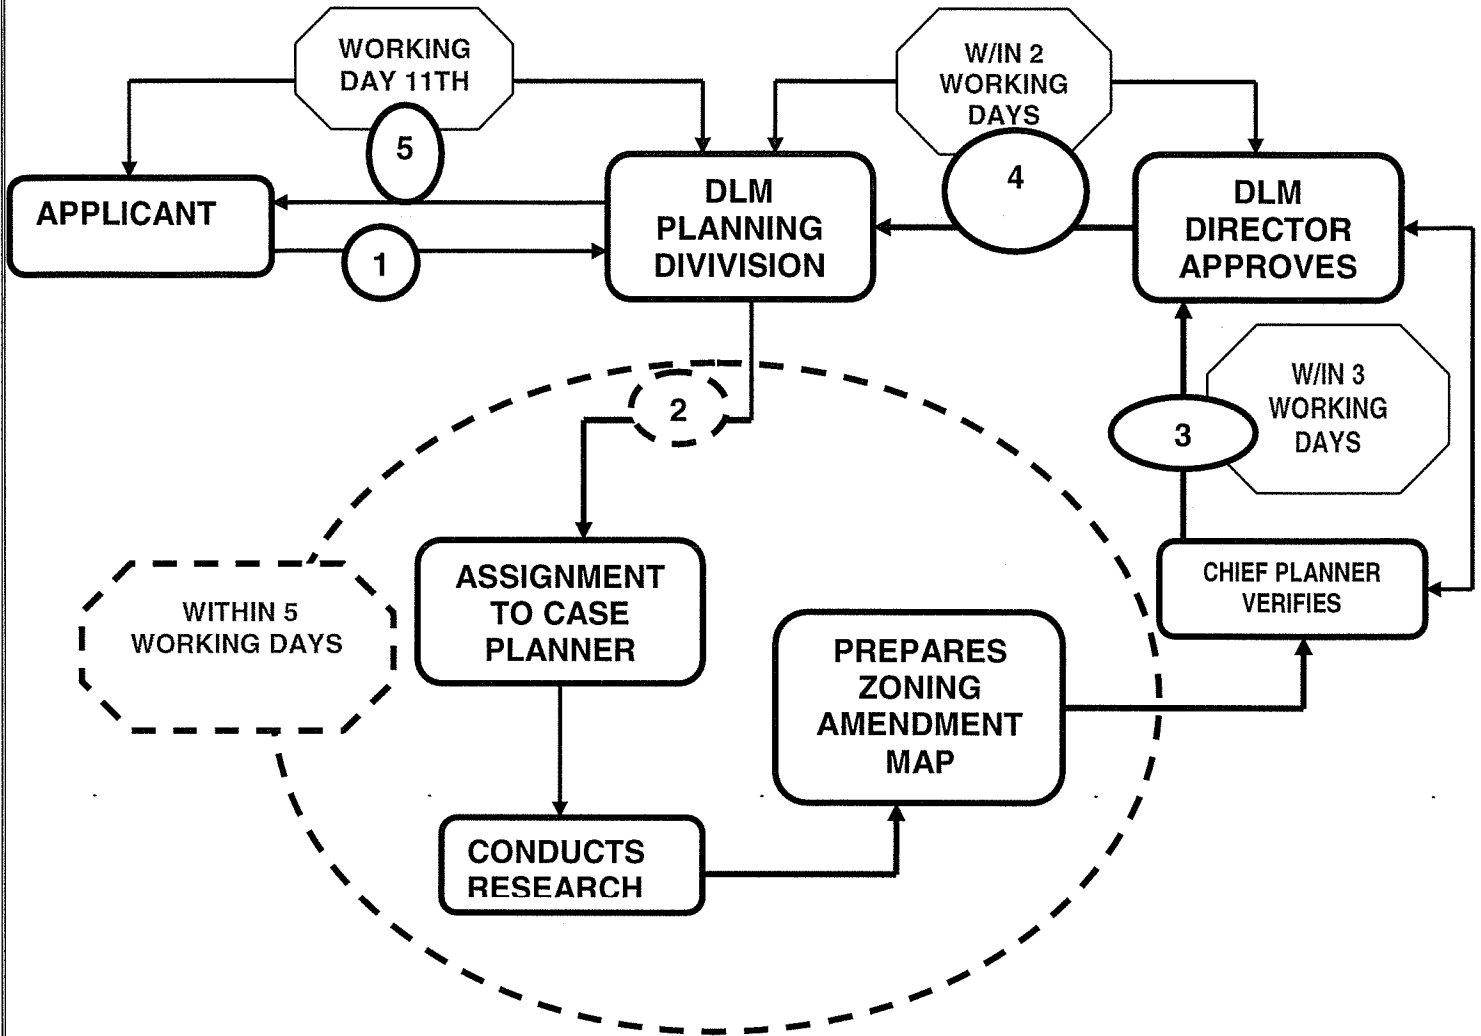 WORKING
DAY 11TH
W/IN 2
WORKING
DAYS
5
4
APPLICANT
DLM
PLANNING
DIVIVISION
DLM
DIRECTOR
APPROVES
1
W/IN 3
WORKING
DAYS
2
3
ASSIGNMENT
TO CASE
PLANNER
CHIEF PLANNER
VERIFIES
WITHIN 5
WORKING DAYS
PREPARES
ZONING
AMENDMENT
MAP
CONDUCTS
RESEARCH